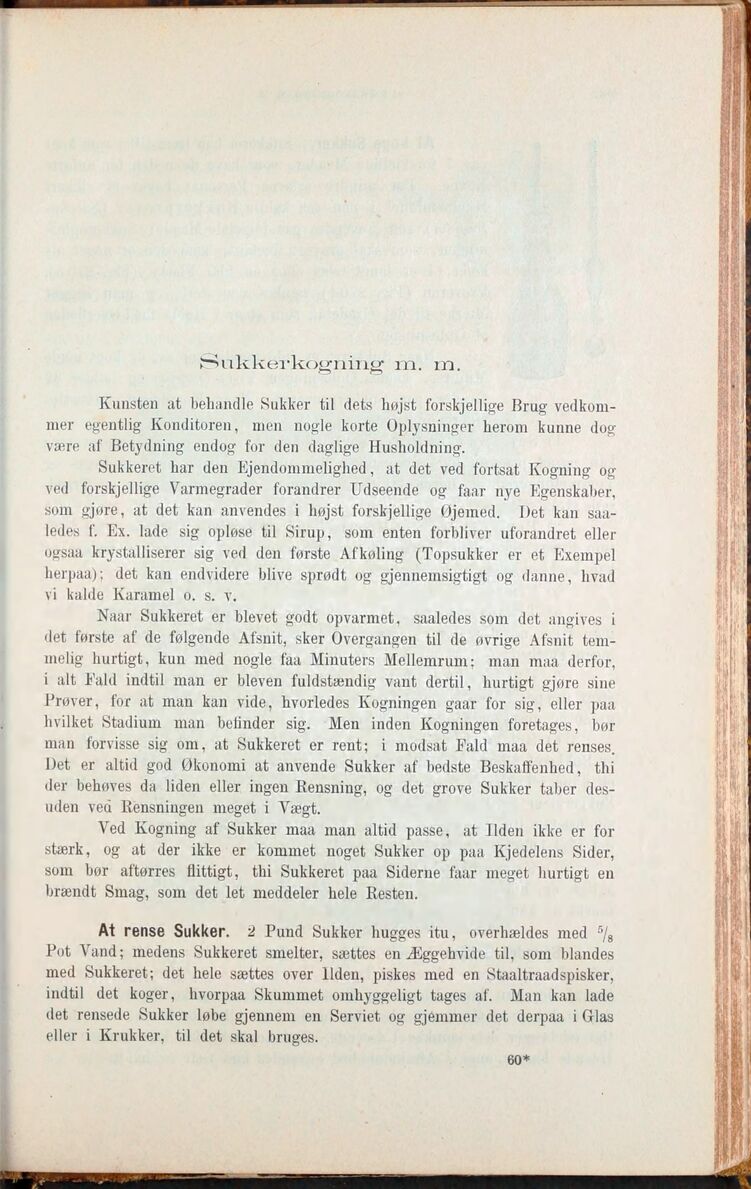 Sukkerkogning m. m.
Kunsten at behandle Sukker til dets højst forskjellige Brug vedkom-
mer egentlig Konditoren, men nogle korte Oplysninger herom kunne dog
være af Betydning endog for den daglige Husholdning.
Sukkeret har den Ejendommelighed, at det ved fortsat Kogning og
ved forskjellige Varmegrader forandrer Udseende og faar nye Egenskaber,
som gjøre, at det kan anvendes i højst forskjellige Øjemed. Det kan saa-
ledes f. Ex. lade sig opløse til Sirup, som enten forbliver uforandret eller
ogsaa krystalliserer sig ved den første Afkøling (Topsukker er et Exempel
herpaa); det kan endvidere blive sprødt og gjennemsigtigt og danne, hvad
vi kalde Karamel o. s. v.
Naar Sukkeret er blevet godt opvarmet, saaledes som det angives i
det første af de følgende Afsnit, sker Overgangen til de øvrige Afsnit tem-
melig hurtigt, kun med nogle faa Minuters Mellemrum; man maa derfor,
i alt Fald indtil man er bleven fuldstændig vant dertil, hurtigt gjøre sine
Prøver, for at man kan vide, hvorledes Kogningen gaar for sig, eller paa
hvilket Stadium man befinder sig. Men inden Kogningen foretages, bør
man forvisse sig om, at Sukkeret er rent; i modsat Fald maa det renses.
Det er altid god Økonomi at anvende Sukker af bedste Beskaffenhed, thi
der behøves da liden eller ingen Rensning, og det grove Sukker taber des-
uden ved Rensningen meget i Vægt.
Ved Kogning af Sukker maa man altid passe, at Ilden ikke er for
stærk, og at der ikke er kommet noget Sukker op paa Kjedelens Sider,
som bør aftørres flittigt, thi Sukkeret paa Siderne faar meget hurtigt en
brændt Smag, som det let meddeler hele Resten.
At rense Sukker. 2 Pund Sukker hugges itu, overhældes med 5/8
Pot Vand; medens Sukkeret smelter, sættes en Æggehvide til, som blandes
med Sukkeret; det hele sættes over Ilden, piskes med en Staaltraadspisker,
indtil det koger, hvorpaa Skummet omhyggeligt tages af. Man kan lade
det rensede Sukker løbe gjennem en Serviet og gjemmer det derpaa i Glas
eller i Krukker, til det skal bruges.
60*